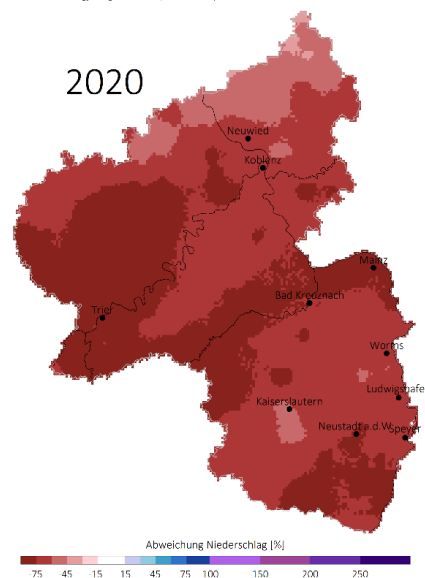 2020
Neuwied
Koblenz
Mainz
Bad Kreuznach
Trier
Worms
Ludwigshafe
Kaiserslautern
Neustadt a.d.W.
Speyer
Abweichung Niederschlag [%]
-75 -45 -15 15 45 75 100 150 200 250